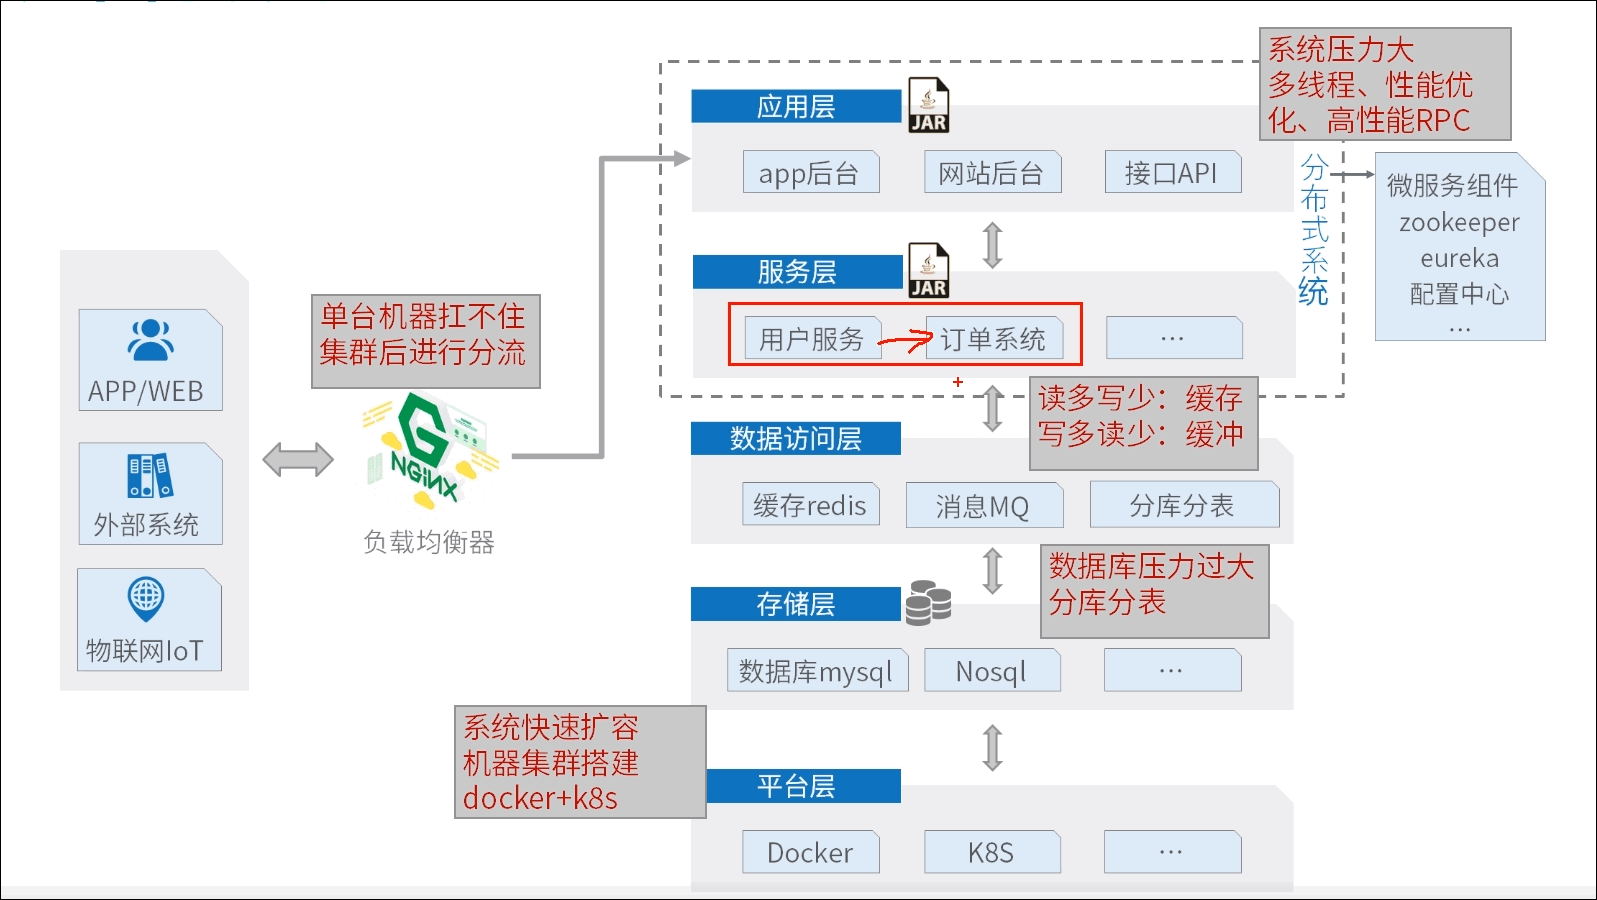 系统压力大
多线程、性能优
化、高性能RPC
应用层
JAR
app后台
网站后台
接口API
分布式系统
微服务组件
zookeeper
eureka
配置中心
...
服务层
JAR
用户服务
订单系统
...
单台机器扛不住
集群后进行分流
APP/WEB
外部系统
物联网IoT
NGiNX
负载均衡器
读多写少：缓存
写多读少：缓冲
数据访问层
缓存redis
消息MQ
分库分表
数据库压力过大
分库分表
存储层
数据库mysql
Nosql
...
系统快速扩容
机器集群搭建
docker+k8s
平台层
Docker
K8S
...